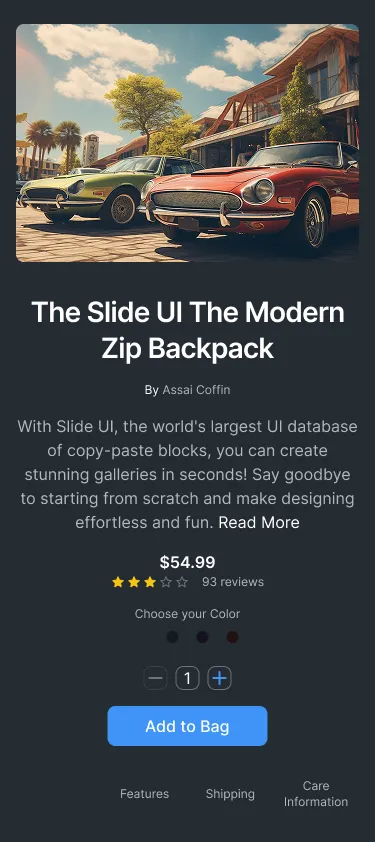 The Slide UI The Modern
Zip Backpack
By Assai Coffin
With Slide UI, the world's largest UI database
of copy-paste blocks, you can create
stunning galleries in seconds! Say goodbye
to starting from scratch and make designing
effortless and fun. Read More
$54.99
93 reviews
Choose your Color
1
Add to Bag
Features
Shipping
Care
Information